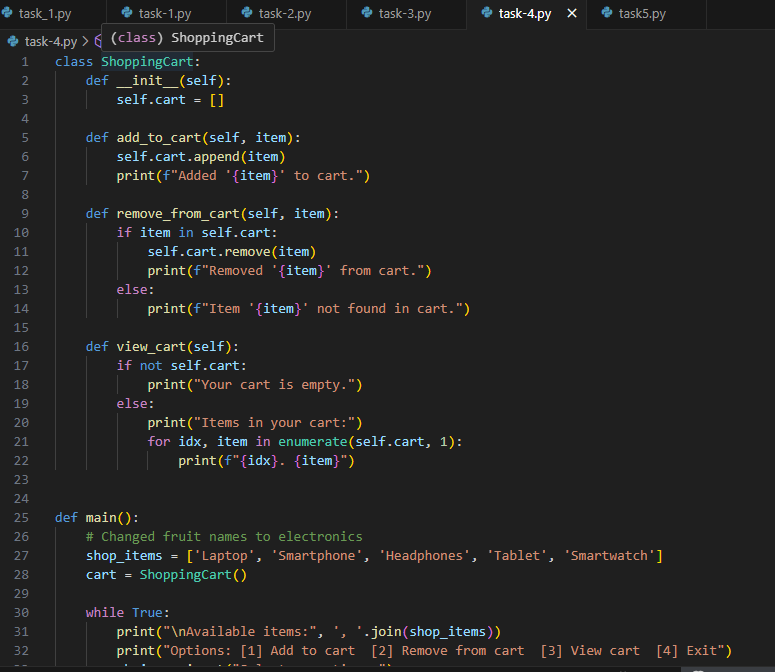 task_1.py task-1.py task-2.py task-3.py task-4.py task5.py
task-4.py
(class) ShoppingCart
1 class ShoppingCart:
2     def __init__(self):
3         self.cart = []
4
5     def add_to_cart(self, item):
6         self.cart.append(item)
7         print(f"Added '{item}' to cart.")
8
9     def remove_from_cart(self, item):
10         if item in self.cart:
11             self.cart.remove(item)
12             print(f"Removed '{item}' from cart.")
13         else:
14             print(f"Item '{item}' not found in cart.")
15
16     def view_cart(self):
17         if not self.cart:
18             print("Your cart is empty.")
19         else:
20             print("Items in your cart:")
21             for idx, item in enumerate(self.cart, 1):
22                 print(f"{idx}. {item}")
23
24
25 def main():
26     # Changed fruit names to electronics
27     shop_items = ['Laptop', 'Smartphone', 'Headphones', 'Tablet', 'Smartwatch']
28     cart = ShoppingCart()
29
30     while True:
31         print("\nAvailable items:", ', '.join(shop_items))
32         print("Options: [1] Add to cart  [2] Remove from cart  [3] View cart  [4] Exit")